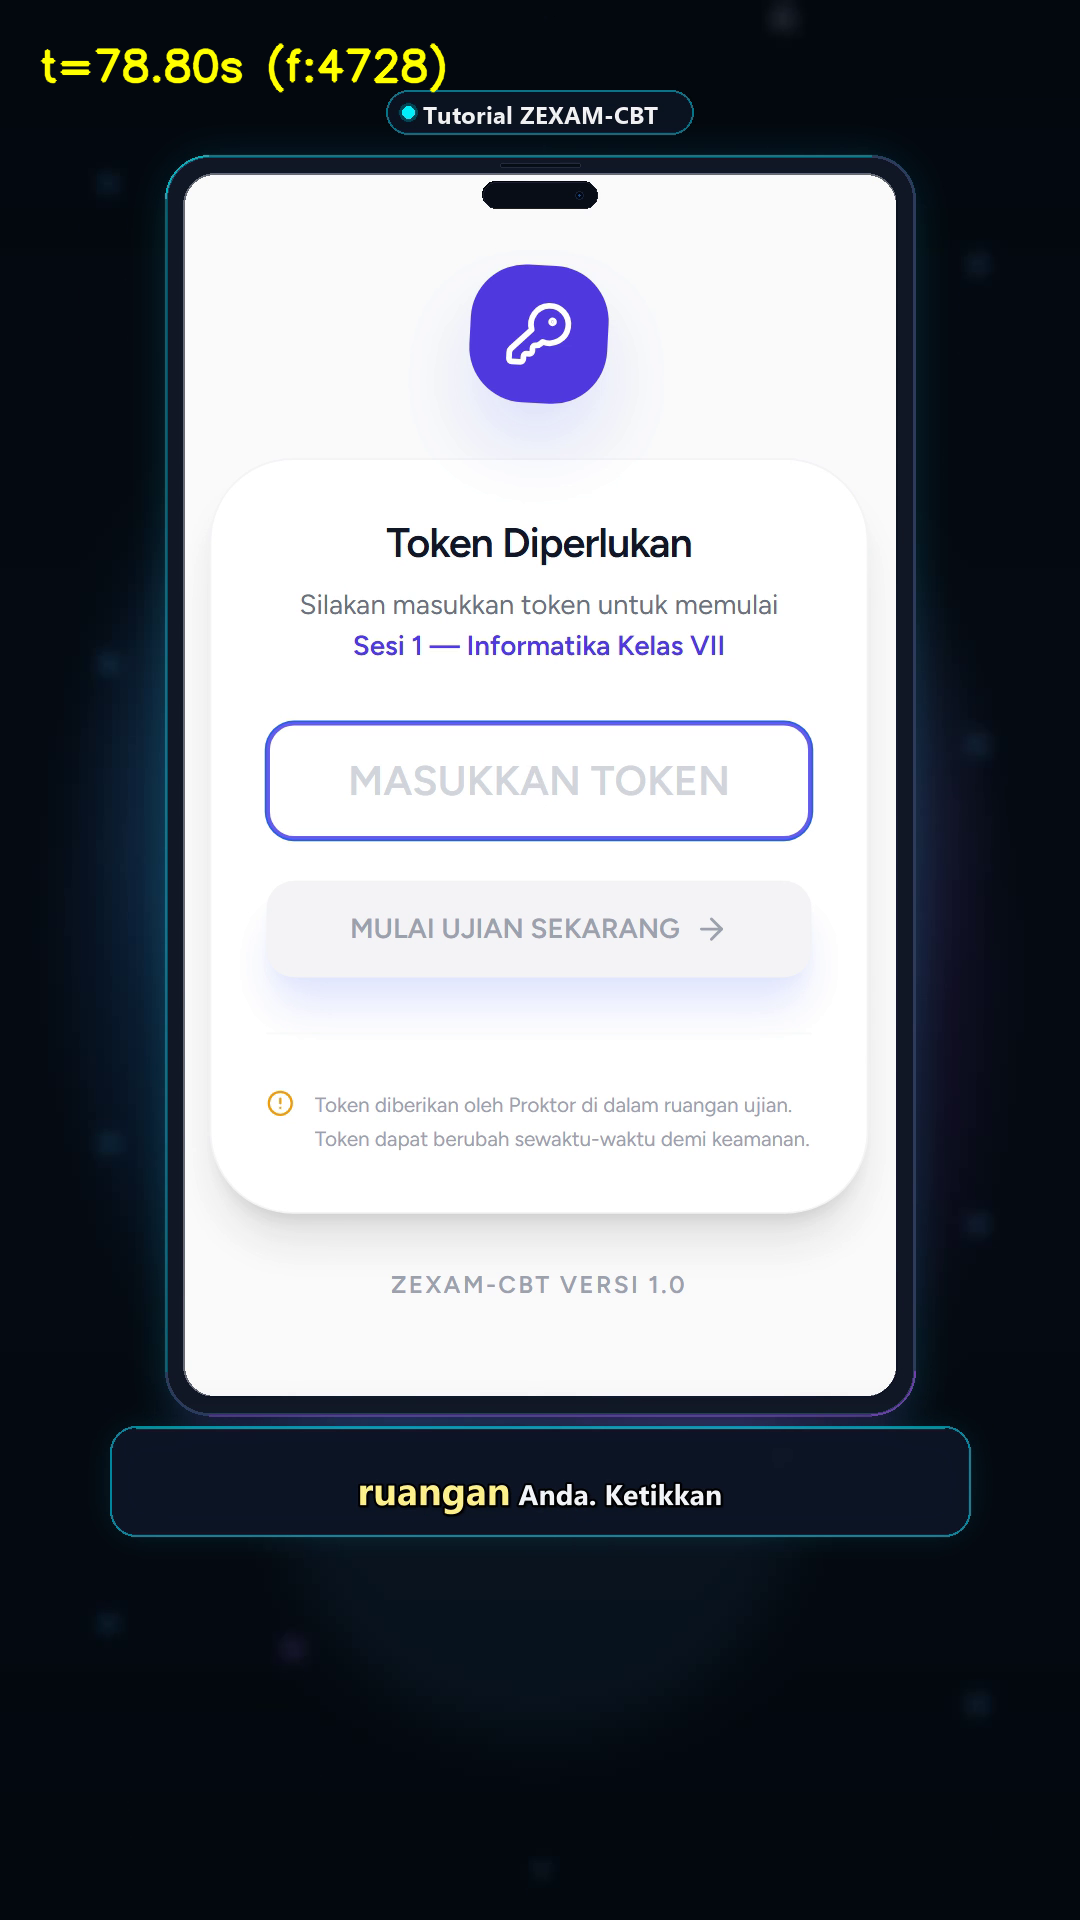 t=78.80s (f:4728)
Tutorial ZEXAM-CBT
Token Diperlukan
Silakan masukkan token untuk memulai
Sesi 1 — Informatika Kelas VII
MASUKKAN TOKEN
MULAI UJIAN SEKARANG
Token diberikan oleh Proktor di dalam ruangan ujian.
Token dapat berubah sewaktu-waktu demi keamanan.
ZEXAM-CBT VERSI 1.0
ruangan Anda. Ketikkan